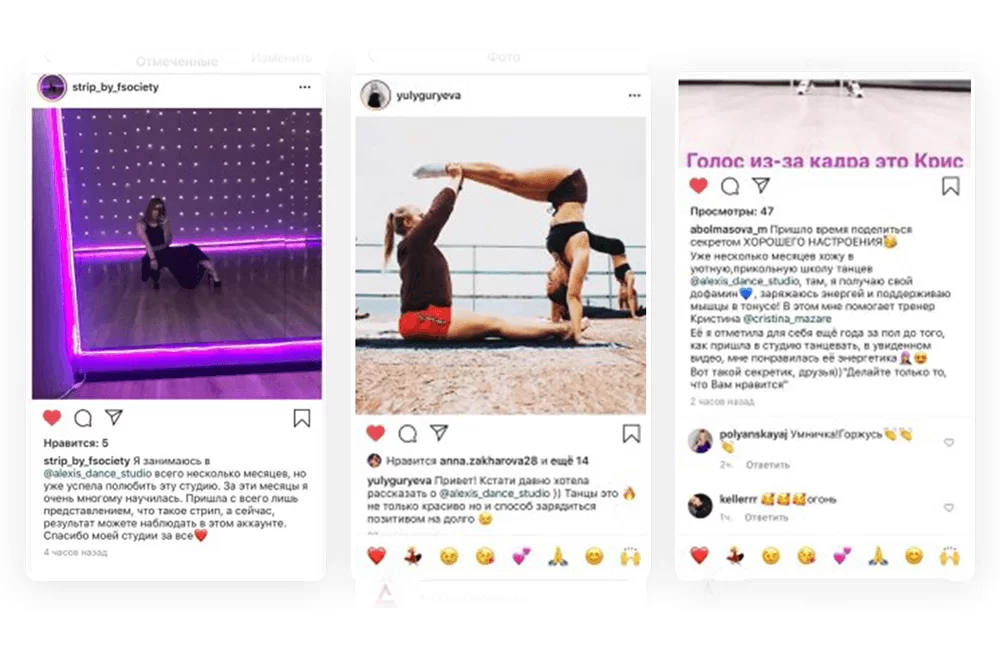 Отмеченные
Изменить
strip_by_fsociety
Нравится: 5
strip_by_fsociety Я занимаюсь в
@alexis_dance_studio всего несколько месяцев, но
уже успела полюбить эту студию. За эти месяцы я
очень многому научилась. Пришла с всего лишь
представлением, что такое стрип, а сейчас,
результат можете наблюдать в этом аккаунте.
Спасибо моей студии за все❤️
4 часов назад
Фото
yulyguryeva
Нравится anna.zakharova28 и ещё 14
yulyguryeva Привет! Кстати давно хотела
рассказать о @alexis_dance_studio )) Танцы это 🔥
не только красиво но и способ зарядиться
позитивом на долго 😉
Голос из-за кадра это Крис
Просмотры: 47
abolmasova_m Пришло время поделиться
секретом ХОРОШЕГО НАСТРОЕНИЯ🥰
Уже несколько месяцев хожу в
уютную,прикольную школу танцев
@alexis_dance_studio, там, я получаю свой
дофамин💙, заряжаюсь энергей и поддерживаю
мышцы в тонусе! В этом мне помогает тренер
Кристина @cristina_mazare
Её я отметила для себя ещё года за пол до того,
как пришла в студию танцевать, в увиденном
видео, мне понравилась её энергетика
Вот такой секретик, друзья))"Делайте только то,
что Вам нравится"
2 часов назад
polyanskayaj Умничка!Горжусь👏👏
👏
2ч. Ответить
kellerrr 🥰🥰🥰огонь
1ч. Ответить